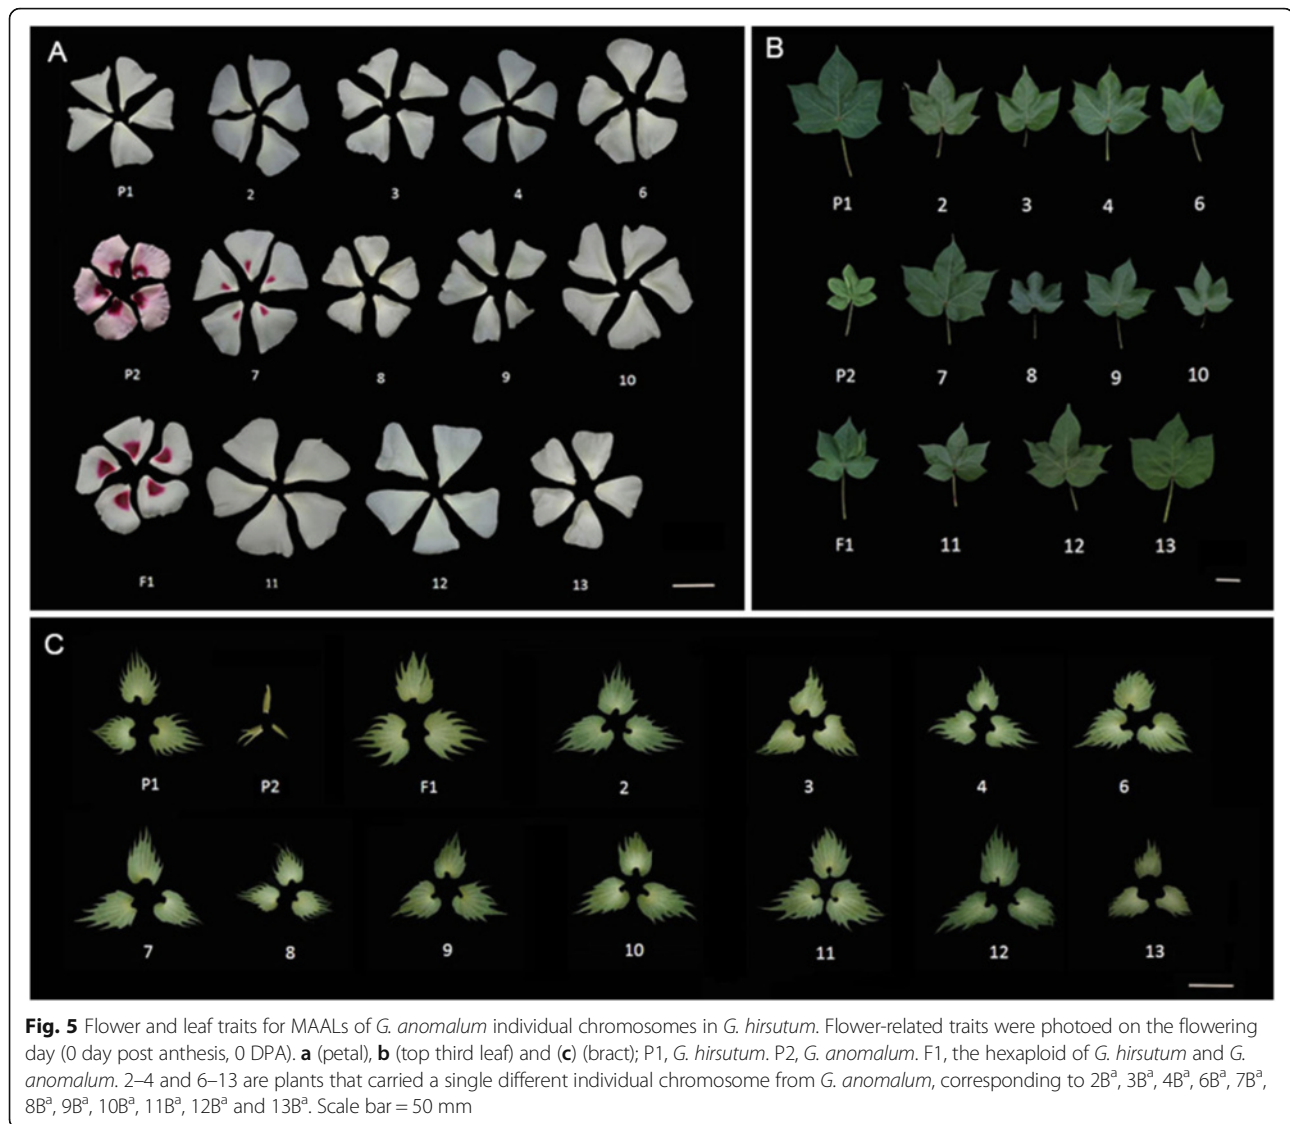 A
P1 2 3 4 6
P2 7 8 9 10
F1 11 12 13
B
P1 2 3 4 6
P2 7 8 9 10
F1 11 12 13
C
P1 P2 F1 2 3 4 6
7 8 9 10 11 12 13
Fig. 5 Flower and leaf traits for MAALs of G. anomalum individual chromosomes in G. hirsutum. Flower-related traits were photoed on the flowering
day (0 day post anthesis, 0 DPA). a (petal), b (top third leaf) and (c) (bract); P1, G. hirsutum. P2, G. anomalum. F1, the hexaploid of G. hirsutum and G.
anomalum. 2–4 and 6–13 are plants that carried a single different individual chromosome from G. anomalum, corresponding to 2Bᵃ, 3Bᵃ, 4Bᵃ, 6Bᵃ, 7Bᵃ,
8Bᵃ, 9Bᵃ, 10Bᵃ, 11Bᵃ, 12Bᵃ and 13Bᵃ. Scale bar = 50 mm